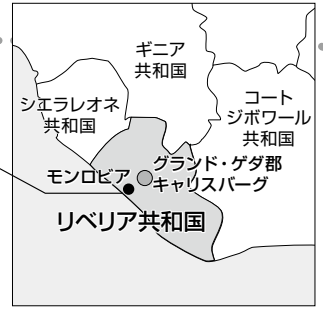 ギニア
共和国
シエラレオネ
共和国
コート
ジボワール
共和国
グランド・ゲダ郡
キャリスバーグ
モンロビア
リベリア共和国